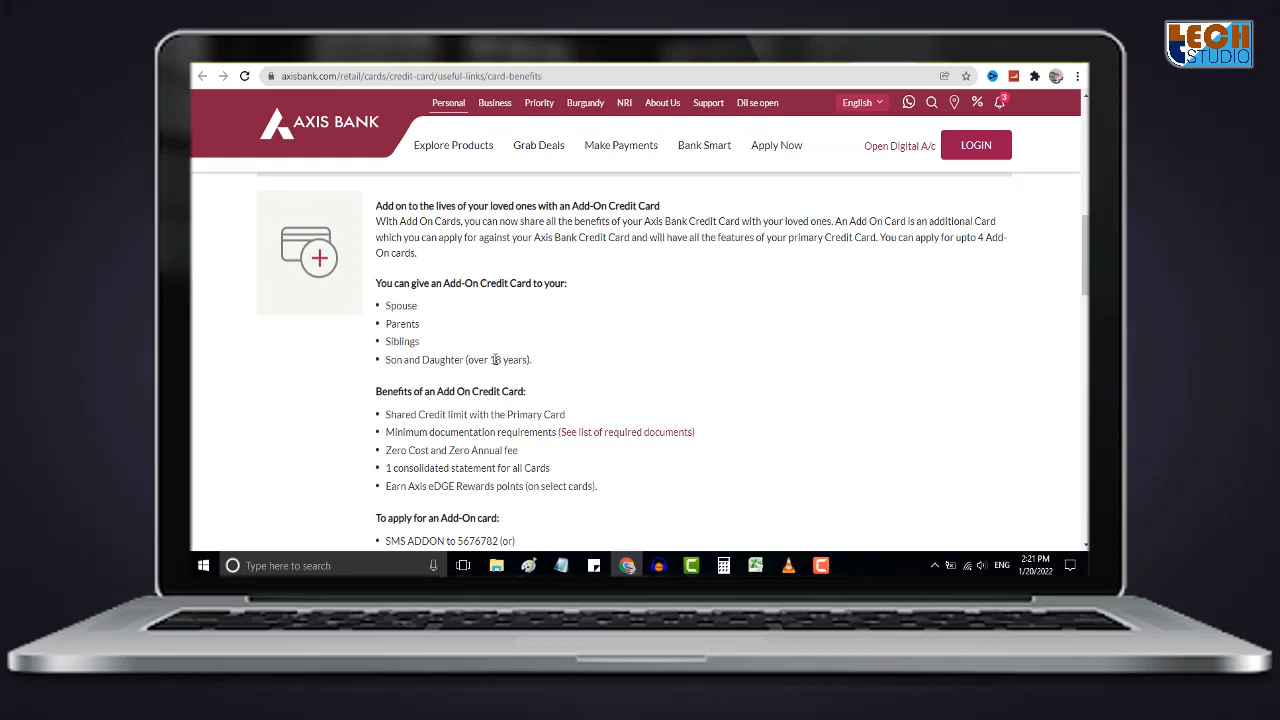 LECH
STUDIO
axisbank.com/retail/cards/credit-card/useful-links/card-benefits
Personal Business Priority Burgundy NRI About Us Support Dil se open English 3
AXIS BANK
Explore Products Grab Deals Make Payments Bank Smart Apply Now Open Digital A/c LOGIN
Add on to the lives of your loved ones with an Add-On Credit Card
With Add On Cards, you can now share all the benefits of your Axis Bank Credit Card with your loved ones. An Add On Card is an additional Card
which you can apply for against your Axis Bank Credit Card and will have all the features of your primary Credit Card. You can apply for upto 4 Add-
On cards.
You can give an Add-On Credit Card to your:
• Spouse
• Parents
• Siblings
• Son and Daughter (over 18 years).
Benefits of an Add On Credit Card:
• Shared Credit limit with the Primary Card
• Minimum documentation requirements (See list of required documents)
• Zero Cost and Zero Annual fee
• 1 consolidated statement for all Cards
• Earn Axis eDGE Rewards points (on select cards).
To apply for an Add-On card:
• SMS ADDON to 5676782 (or)
Type here to search
ENG
2:21 PM
1/20/2022